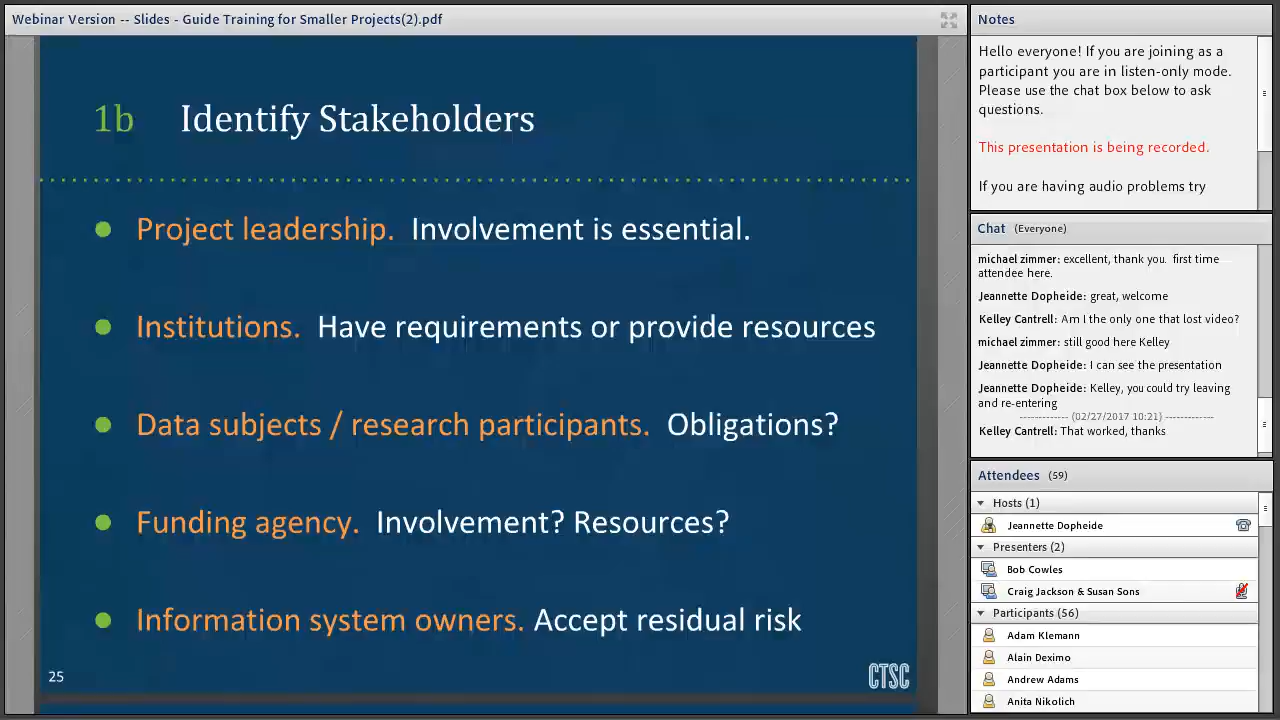 Webinar Version -- Slides - Guide Training for Smaller Projects(2).pdf
1b Identify Stakeholders
Project leadership. Involvement is essential.
Institutions. Have requirements or provide resources
Data subjects / research participants. Obligations?
Funding agency. Involvement? Resources?
Information system owners. Accept residual risk
25
CTSC
Notes
Hello everyone! If you are joining as a
participant you are in listen-only mode.
Please use the chat box below to ask
questions.
This presentation is being recorded.
If you are having audio problems try
Chat (Everyone)
michael zimmer: excellent, thank you. first time
attendee here.
Jeannette Dopheide: great, welcome
Kelley Cantrell: Am I the only one that lost video?
michael zimmer: still good here Kelley
Jeannette Dopheide: I can see the presentation
Jeannette Dopheide: Kelley, you could try leaving
and re-entering
------------- (02/27/2017 10:21) -------------
Kelley Cantrell: That worked, thanks
Attendees (59)
Hosts (1)
Jeannette Dopheide
Presenters (2)
Bob Cowles
Craig Jackson & Susan Sons
Participants (56)
Adam Klemann
Alain Deximo
Andrew Adams
Anita Nikolich